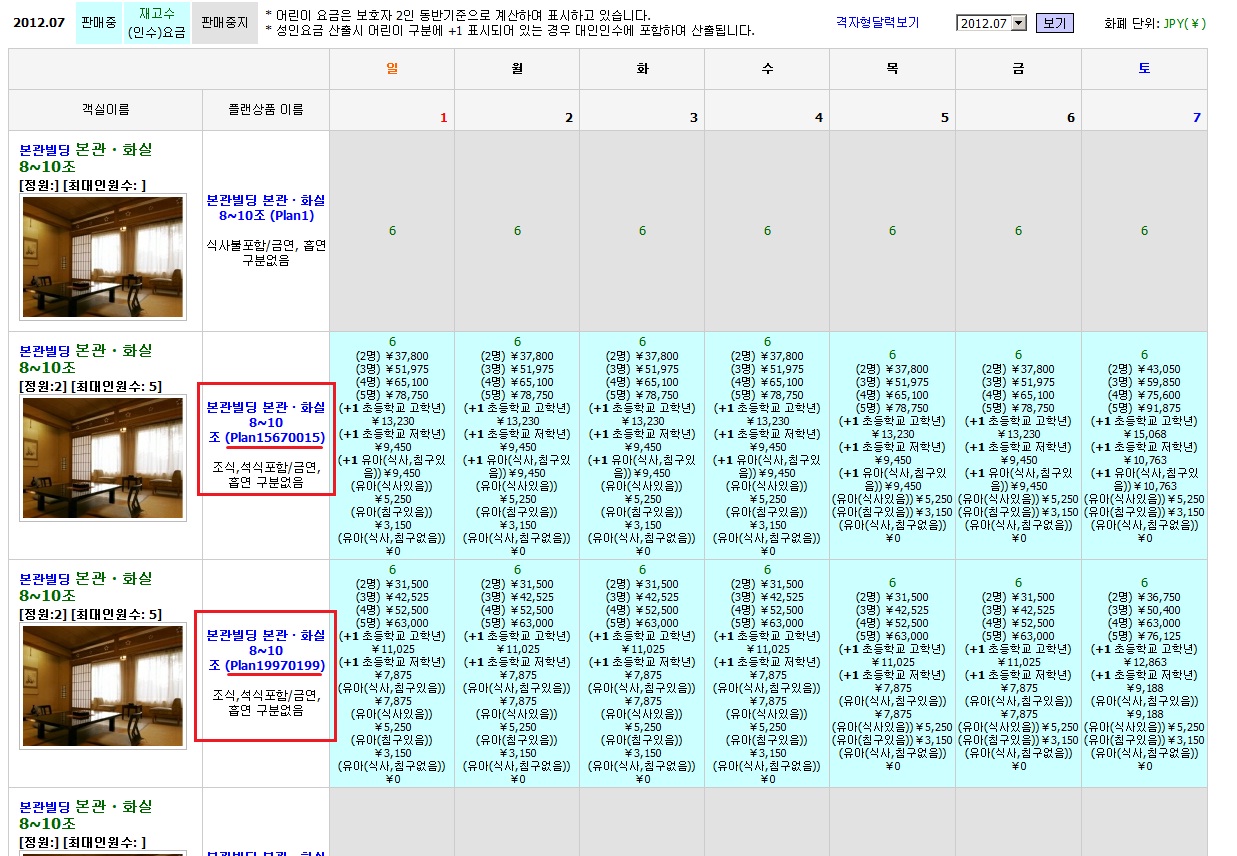 2012.07
판매중
재고수
(인수)요금
판매중지
* 어린이 요금은 보호자 2인 동반기준으로 계산하여 표시하고 있습니다.
* 성인요금 산출시 어린이 구분에 +1 표시되어 있는 경우 대인인수에 포함하여 산출됩니다.
격자형달력보기
2012.07
보기
화폐 단위: JPY(￥)
일 월 화 수 목 금 토
객실이름 플랜상품 이름 1 2 3 4 5 6 7
본관빌딩 본관·화실
8~10조
[정원:] [최대인원수: ]
본관빌딩 본관·화실
8~10조 (Plan1)
식사불포함/금연, 흡연
구분없음
6 6 6 6 6 6 6
본관빌딩 본관·화실
8~10조
[정원:2] [최대인원수: 5]
본관빌딩 본관·화실
8~10
조 (Plan15670015)
조식,석식포함/금연,
흡연 구분없음
6
(2명) ￥37,800
(3명) ￥51,975
(4명) ￥65,100
(5명) ￥78,750
(+1 초등학교 고학년)
￥13,230
(+1 초등학교 저학년)
￥9,450
(+1 유아(식사,침구있
음))￥9,450
(유아(식사있음))
￥5,250
(유아(침구있음))
￥3,150
(유아(식사,침구없음))
￥0
6
(2명) ￥37,800
(3명) ￥51,975
(4명) ￥65,100
(5명) ￥78,750
(+1 초등학교 고학년)
￥13,230
(+1 초등학교 저학년)
￥9,450
(+1 유아(식사,침구있
음))￥9,450
(유아(식사있음))
￥5,250
(유아(침구있음))
￥3,150
(유아(식사,침구없음))
￥0
6
(2명) ￥37,800
(3명) ￥51,975
(4명) ￥65,100
(5명) ￥78,750
(+1 초등학교 고학년)
￥13,230
(+1 초등학교 저학년)
￥9,450
(+1 유아(식사,침구있
음))￥9,450
(유아(식사있음))
￥5,250
(유아(침구있음))
￥3,150
(유아(식사,침구없음))
￥0
6
(2명) ￥37,800
(3명) ￥51,975
(4명) ￥65,100
(5명) ￥78,750
(+1 초등학교 고학년)
￥13,230
(+1 초등학교 저학년)
￥9,450
(+1 유아(식사,침구있
음))￥9,450
(유아(식사있음))
￥5,250
(유아(침구있음))
￥3,150
(유아(식사,침구없음))
￥0
6
(2명) ￥37,800
(3명) ￥51,975
(4명) ￥65,100
(5명) ￥78,750
(+1 초등학교 고학년)
￥13,230
(+1 초등학교 저학년)
￥9,450
(+1 유아(식사,침구있
음))￥9,450
(유아(식사있음))￥5,250
(유아(침구있음))￥3,150
(유아(식사,침구없음))
￥0
6
(2명) ￥37,800
(3명) ￥51,975
(4명) ￥65,100
(5명) ￥78,750
(+1 초등학교 고학년)
￥13,230
(+1 초등학교 저학년)
￥9,450
(+1 유아(식사,침구있
음))￥9,450
(유아(식사있음))￥5,250
(유아(침구있음))￥3,150
(유아(식사,침구없음))
￥0
6
(2명) ￥43,050
(3명) ￥59,850
(4명) ￥75,600
(5명) ￥91,875
(+1 초등학교 고학년)
￥15,068
(+1 초등학교 저학년)
￥10,763
(+1 유아(식사,침구있
음))￥10,763
(유아(식사있음))￥5,250
(유아(침구있음))￥3,150
(유아(식사,침구없음))
￥0
본관빌딩 본관·화실
8~10조
[정원:2] [최대인원수: 5]
본관빌딩 본관·화실
8~10
조 (Plan19970199)
조식,석식포함/금연,
흡연 구분없음
6
(2명) ￥31,500
(3명) ￥42,525
(4명) ￥52,500
(5명) ￥63,000
(+1 초등학교 고학년)
￥11,025
(+1 초등학교 저학년)
￥7,875
(유아(식사,침구있음))
￥7,875
(유아(식사있음))
￥5,250
(유아(침구있음))
￥3,150
(유아(식사,침구없음))
￥0
6
(2명) ￥31,500
(3명) ￥42,525
(4명) ￥52,500
(5명) ￥63,000
(+1 초등학교 고학년)
￥11,025
(+1 초등학교 저학년)
￥7,875
(유아(식사,침구있음))
￥7,875
(유아(식사있음))
￥5,250
(유아(침구있음))
￥3,150
(유아(식사,침구없음))
￥0
6
(2명) ￥31,500
(3명) ￥42,525
(4명) ￥52,500
(5명) ￥63,000
(+1 초등학교 고학년)
￥11,025
(+1 초등학교 저학년)
￥7,875
(유아(식사,침구있음))
￥7,875
(유아(식사있음))
￥5,250
(유아(침구있음))
￥3,150
(유아(식사,침구없음))
￥0
6
(2명) ￥31,500
(3명) ￥42,525
(4명) ￥52,500
(5명) ￥63,000
(+1 초등학교 고학년)
￥11,025
(+1 초등학교 저학년)
￥7,875
(유아(식사,침구있음))
￥7,875
(유아(식사있음))
￥5,250
(유아(침구있음))
￥3,150
(유아(식사,침구없음))
￥0
6
(2명) ￥31,500
(3명) ￥42,525
(4명) ￥52,500
(5명) ￥63,000
(+1 초등학교 고학년)
￥11,025
(+1 초등학교 저학년)
￥7,875
(유아(식사,침구있음))
￥7,875
(유아(식사있음))￥5,250
(유아(침구있음))￥3,150
(유아(식사,침구없음))
￥0
6
(2명) ￥31,500
(3명) ￥42,525
(4명) ￥52,500
(5명) ￥63,000
(+1 초등학교 고학년)
￥11,025
(+1 초등학교 저학년)
￥7,875
(유아(식사,침구있음))
￥7,875
(유아(식사있음))￥5,250
(유아(침구있음))￥3,150
(유아(식사,침구없음))
￥0
6
(2명) ￥36,750
(3명) ￥50,400
(4명) ￥63,000
(5명) ￥76,125
(+1 초등학교 고학년)
￥12,863
(+1 초등학교 저학년)
￥9,188
(유아(식사,침구있음))
￥9,188
(유아(식사있음))￥5,250
(유아(침구있음))￥3,150
(유아(식사,침구없음))
￥0
본관빌딩 본관·화실
8~10조
[정원:] [최대인원수: ]